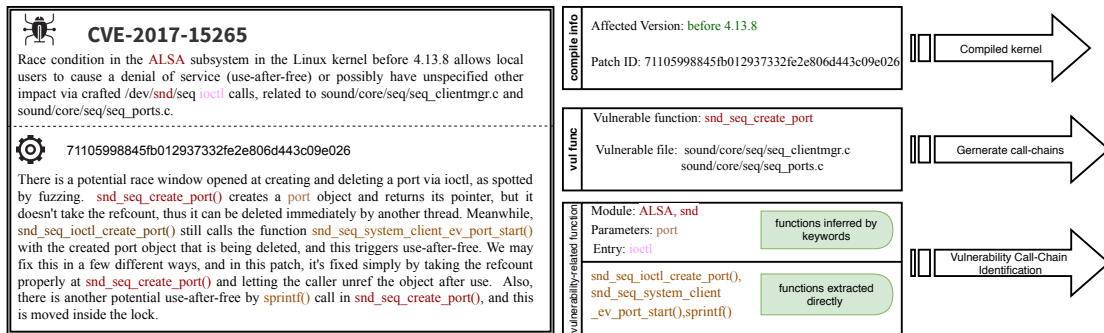 CVE-2017-15265
Race condition in the ALSA subsystem in the Linux kernel before 4.13.8 allows local
users to cause a denial of service (use-after-free) or possibly have unspecified other
impact via crafted /dev/snd/seq ioctl calls, related to sound/core/seq/seq_clientmgr.c and
sound/core/seq/seq_ports.c.
71105998845fb012937332fe2e806d443c09e026
There is a potential race window opened at creating and deleting a port via ioctl, as spotted
by fuzzing. snd_seq_create_port() creates a port object and returns its pointer, but it
doesn't take the refcount, thus it can be deleted immediately by another thread. Meanwhile,
snd_seq_ioctl_create_port() still calls the function snd_seq_system_client_ev_port_start()
with the created port object that is being deleted, and this triggers use-after-free. We may
fix this in a few different ways, and in this patch, it's fixed simply by taking the refcount
properly at snd_seq_create_port() and letting the caller unref the object after use. Also,
there is another potential use-after-free by sprintf() call in snd_seq_create_port(), and this
is moved inside the lock.
compile info
Affected Version: before 4.13.8
Patch ID: 71105998845fb012937332fe2e806d443c09e026
Compiled kernel
vul func
Vulnerable function: snd_seq_create_port
Vulnerable file: sound/core/seq/seq_clientmgr.c
sound/core/seq/seq_ports.c
Gernerate call-chains
vulnerability-related function
Module: ALSA, snd
Parameters: port
Entry: ioctl
functions inferred by
keywords
snd_seq_ioctl_create_port(),
snd_seq_system_client
_ev_port_start(),sprintf()
functions extracted
directly
Vulnerability Call-Chain
Identification